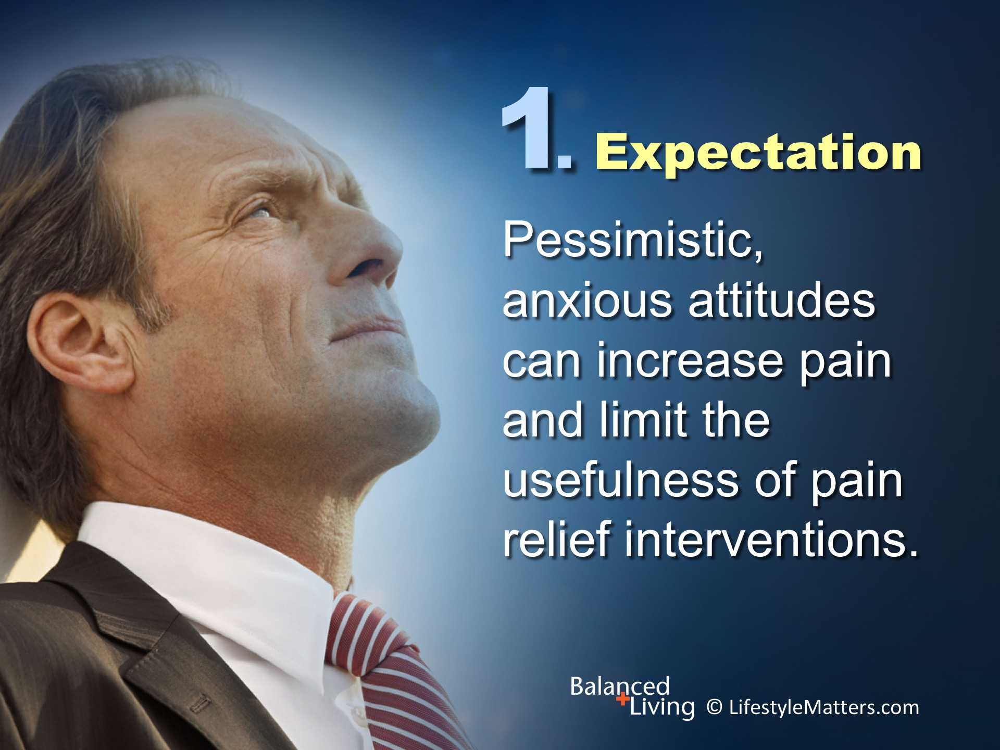 1. Expectation
Pessimistic,
anxious attitudes
can increase pain
and limit the
usefulness of pain
relief interventions.
Balanced
Living © LifestyleMatters.com